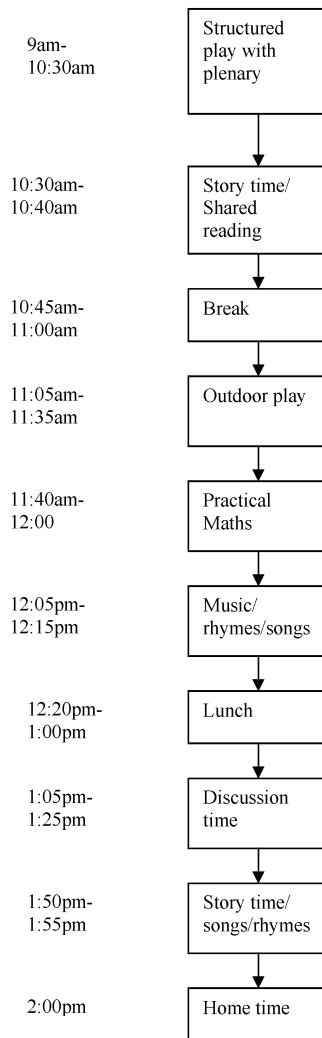 9am-
10:30am
Structured
play with
plenary
10:30am-
10:40am
Story time/
Shared
reading
10:45am-
11:00am
Break
11:05am-
11:35am
Outdoor play
11:40am-
12:00
Practical
Maths
12:05pm-
12:15pm
Music/
rhymes/songs
12:20pm-
1:00pm
Lunch
1:05pm-
1:25pm
Discussion
time
1:50pm-
1:55pm
Story time/
songs/rhymes
2:00pm
Home time